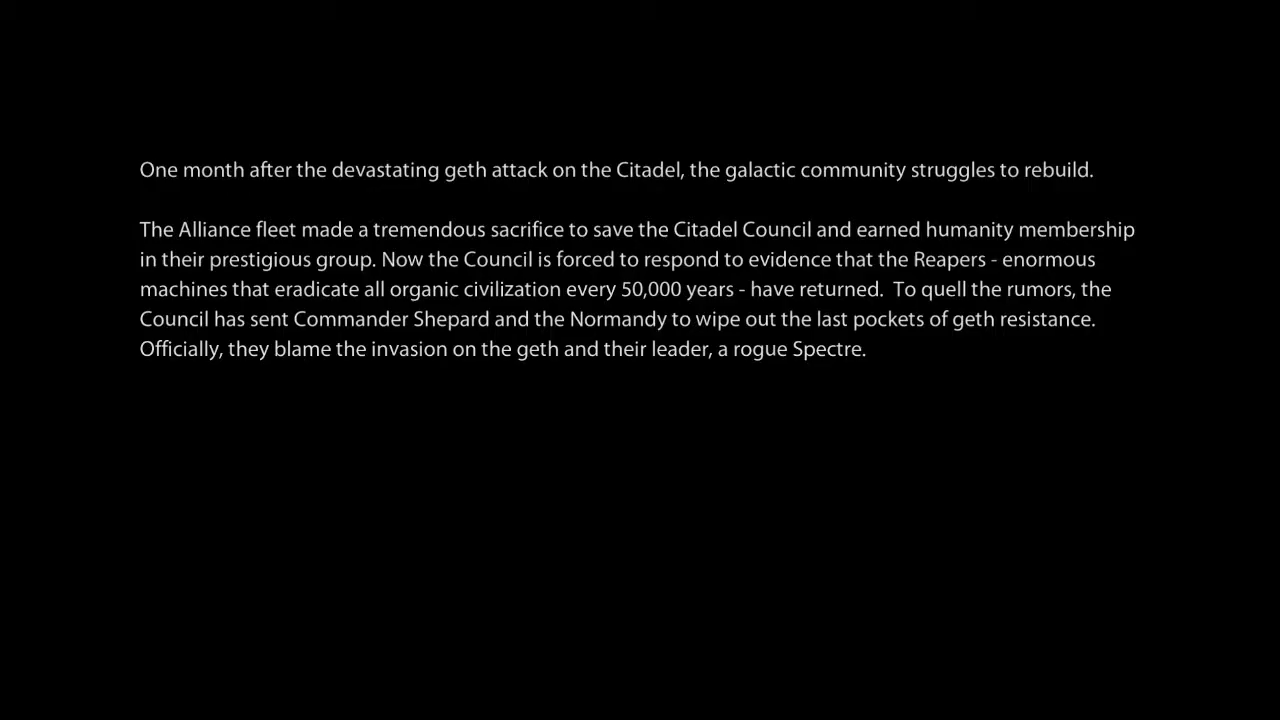 One month after the devastating geth attack on the Citadel, the galactic community struggles to rebuild.
The Alliance fleet made a tremendous sacrifice to save the Citadel Council and earned humanity membership
in their prestigious group. Now the Council is forced to respond to evidence that the Reapers - enormous
machines that eradicate all organic civilization every 50,000 years - have returned.  To quell the rumors, the
Council has sent Commander Shepard and the Normandy to wipe out the last pockets of geth resistance.
Officially, they blame the invasion on the geth and their leader, a rogue Spectre.